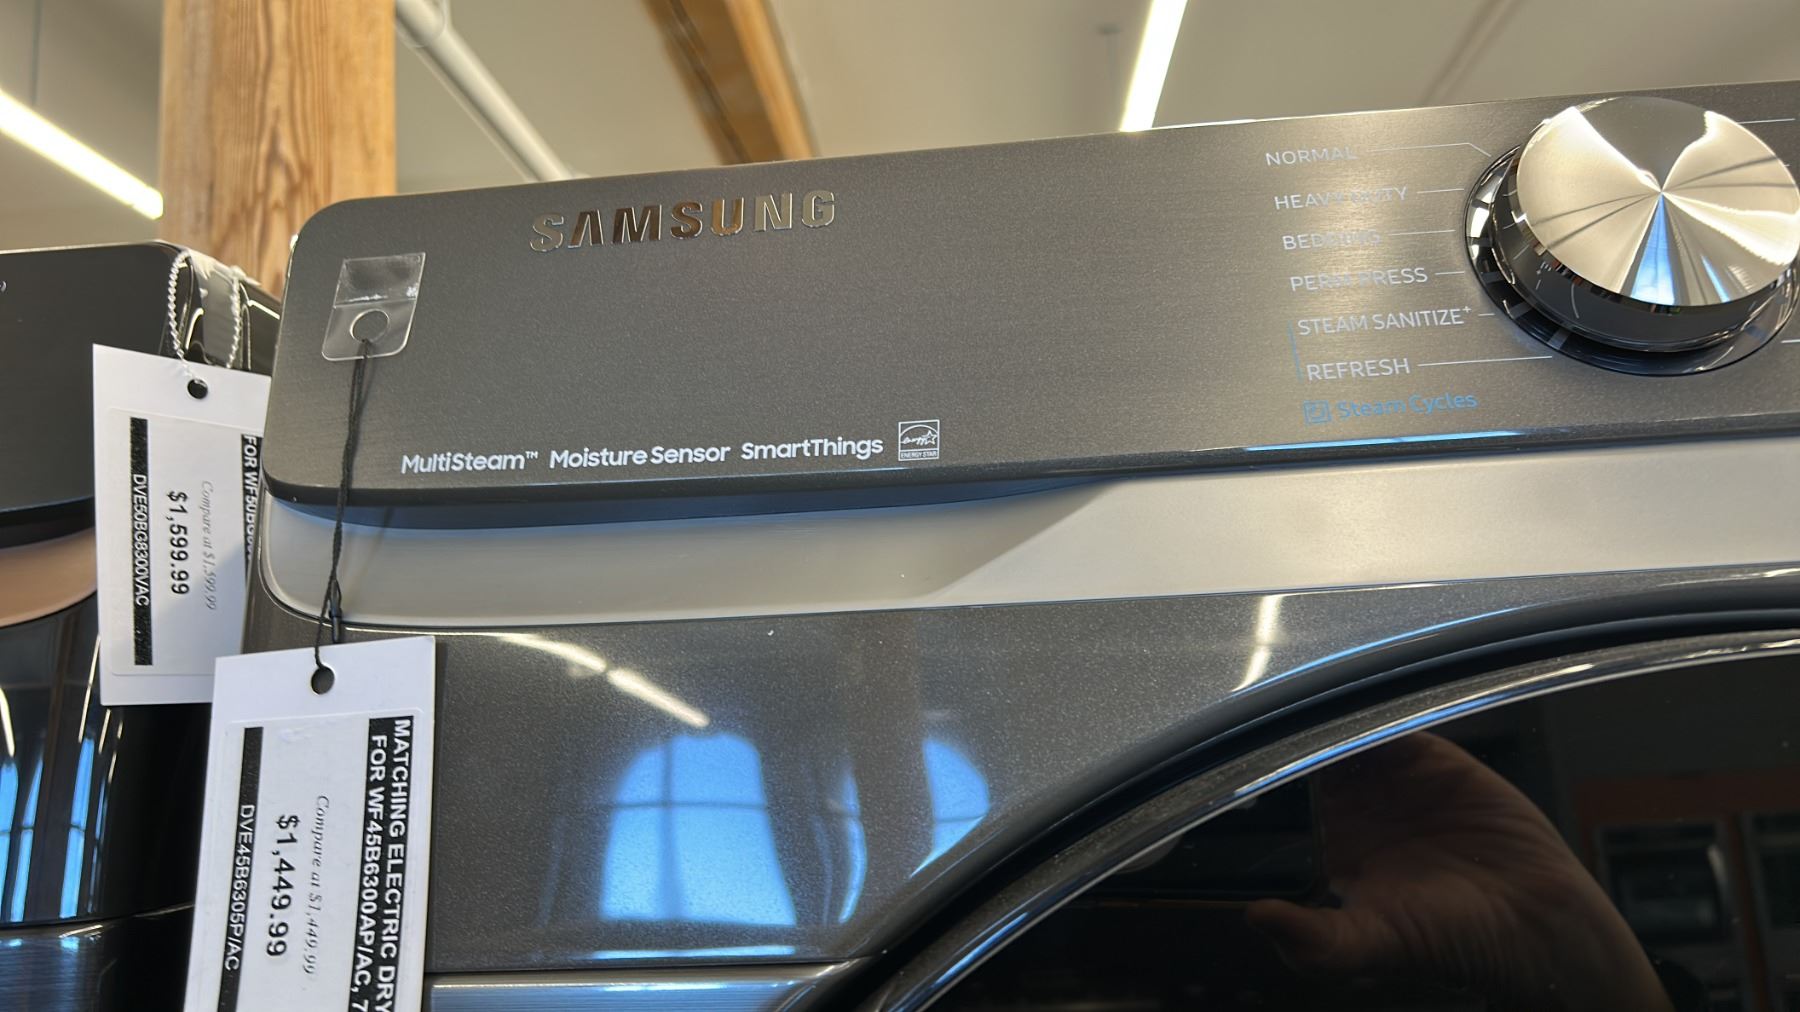 SAMSUNG
MultiSteam™ Moisture Sensor SmartThings
ENERGY STAR
NORMAL
HEAVY DUTY
BEDDING
PERM PRESS
STEAM SANITIZE+
REFRESH
Steam Cycles
Compare at $1,599.99
$1,599.99
DVE50BG8300VAC
MATCHING ELECTRIC DRY
FOR WF45B6300AP/AC, 7
Compare at $1,449.99
$1,449.99
DVE45B6305P/AC